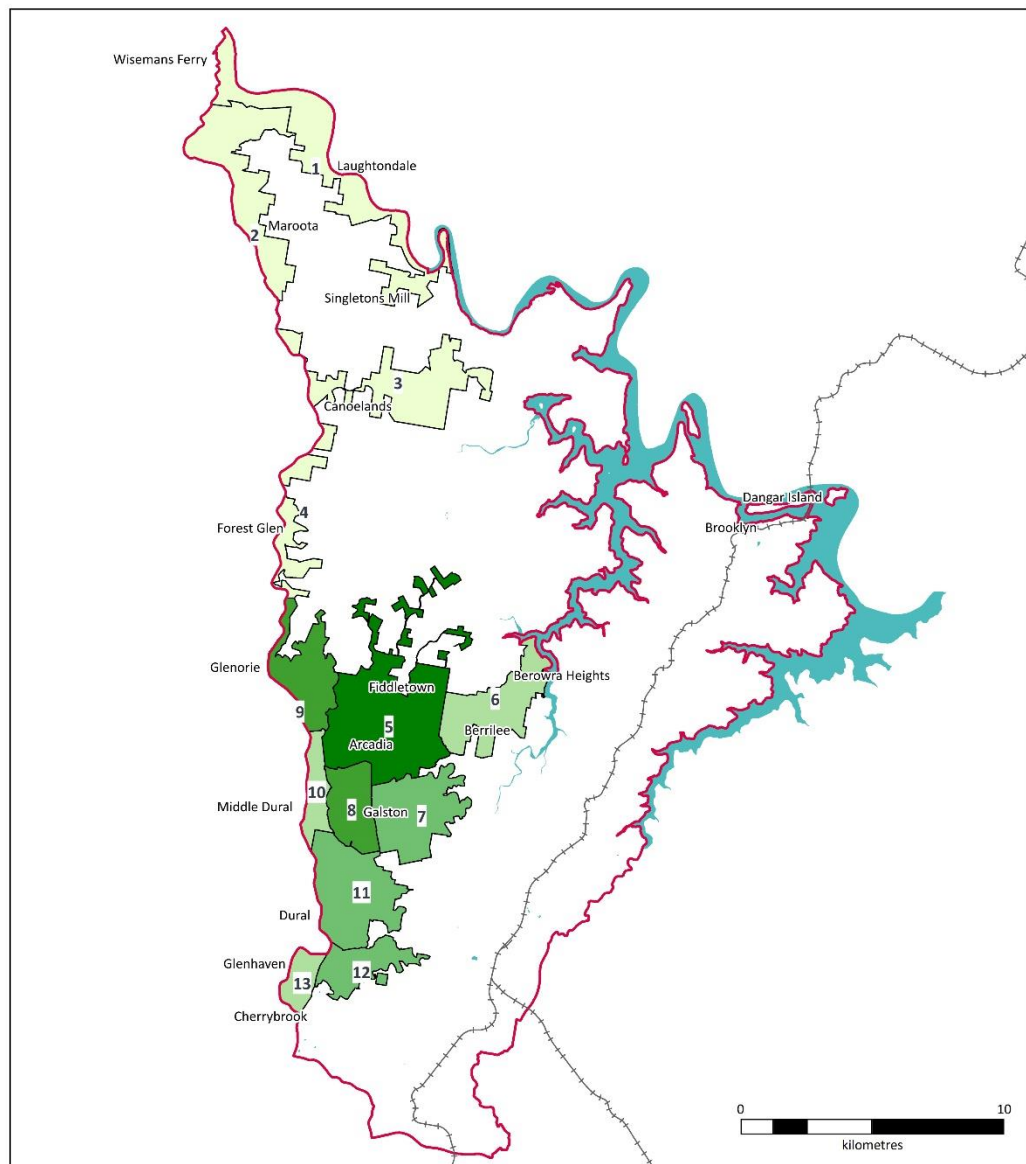 Wisemans Ferry
1
Laughtondale
Maroota
2
Singletons Mill
3
Canoelands
Dangar Island
4
Forest Glen
Brooklyn
Glenorie
Berowra Heights
Fiddletown
6
9
5
Berrilee
Arcadia
10
Middle Dural
8
Galston
7
11
Dural
Glenhaven
12
13
Cherrybrook
0
10
kilometres